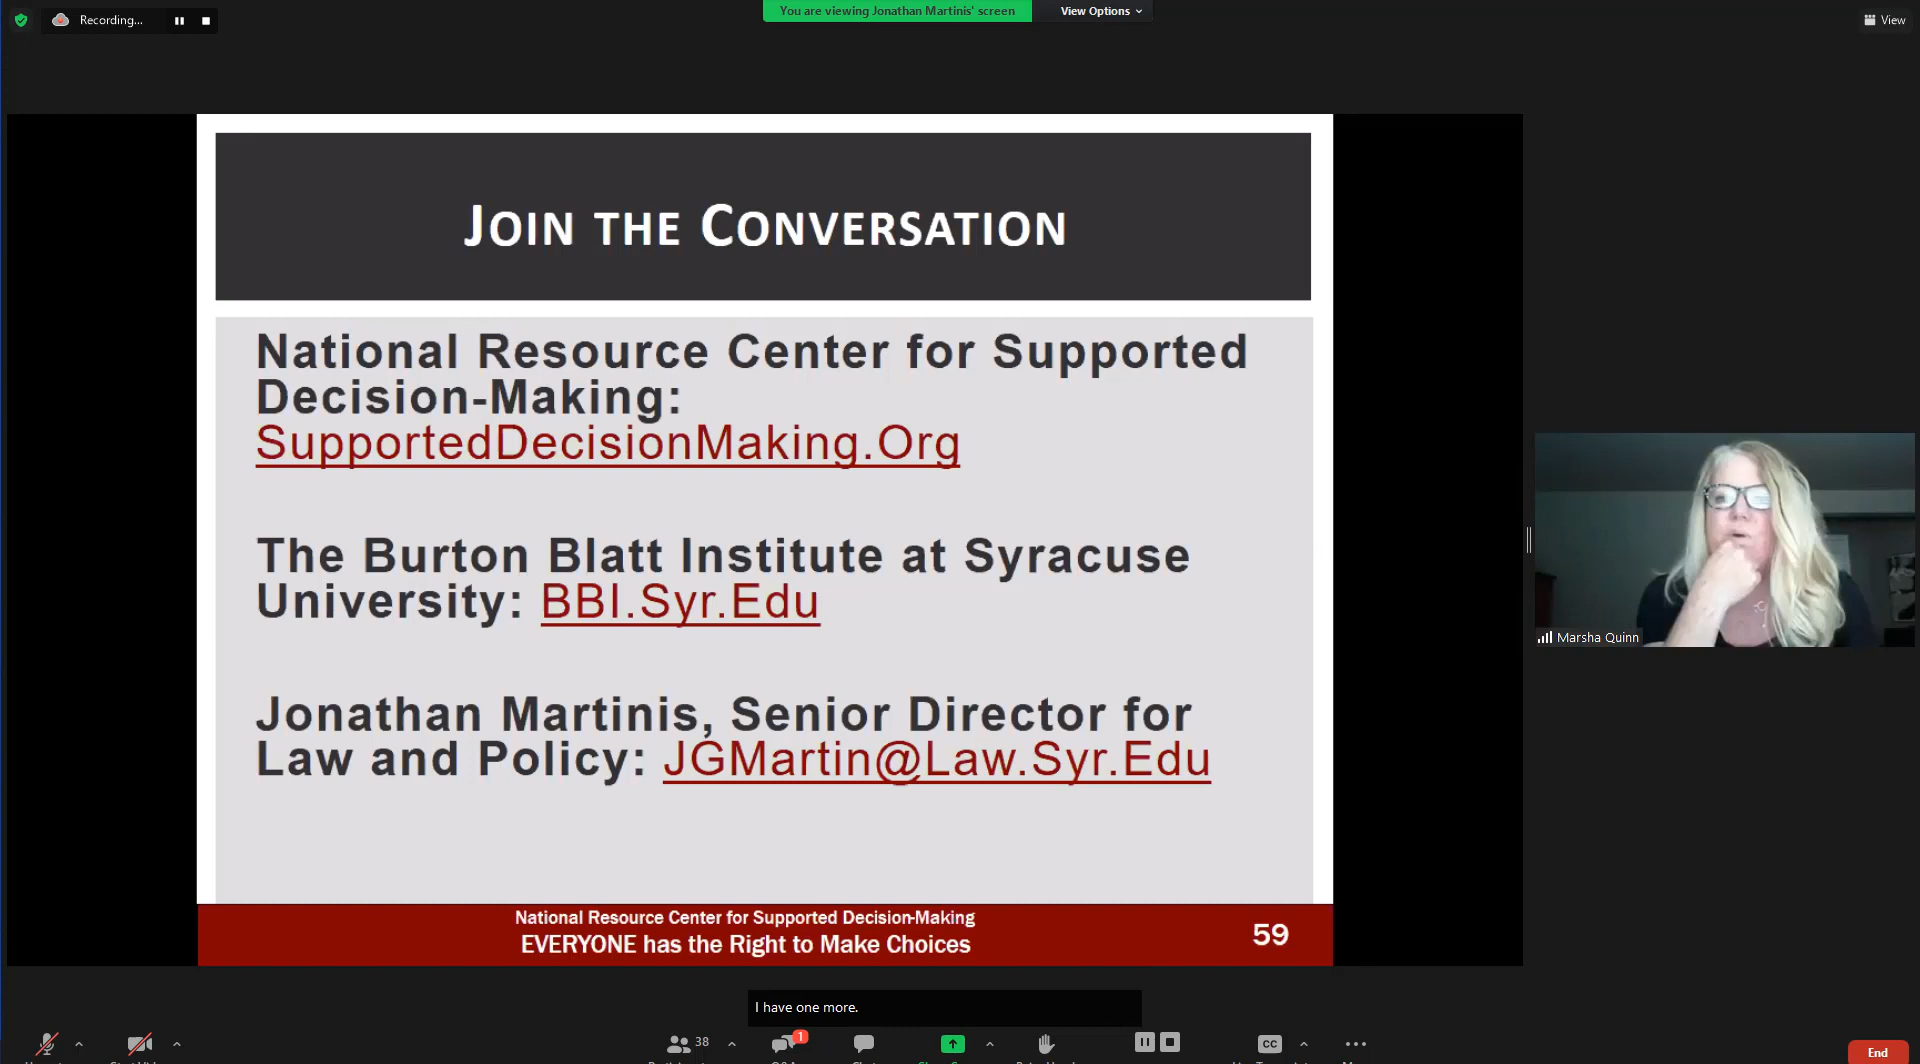 Recording...
You are viewing Jonathan Martinis' screen
View Options
View
JOIN THE CONVERSATION
National Resource Center for Supported
Decision-Making:
SupportedDecisionMaking.Org
The Burton Blatt Institute at Syracuse
University: BBI.Syr.Edu
Jonathan Martinis, Senior Director for
Law and Policy: JGMartin@Law.Syr.Edu
National Resource Center for Supported Decision-Making
EVERYONE has the Right to Make Choices
59
Marsha Quinn
I have one more.
38
1
CC
End